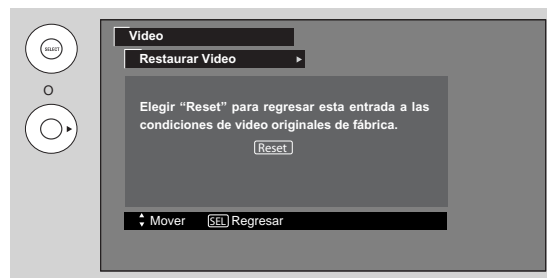 SELECT
O
Video
Restaurar Video
Elegir “Reset” para regresar esta entrada a las
condiciones de video originales de fábrica.
Reset
Mover SEL Regresar